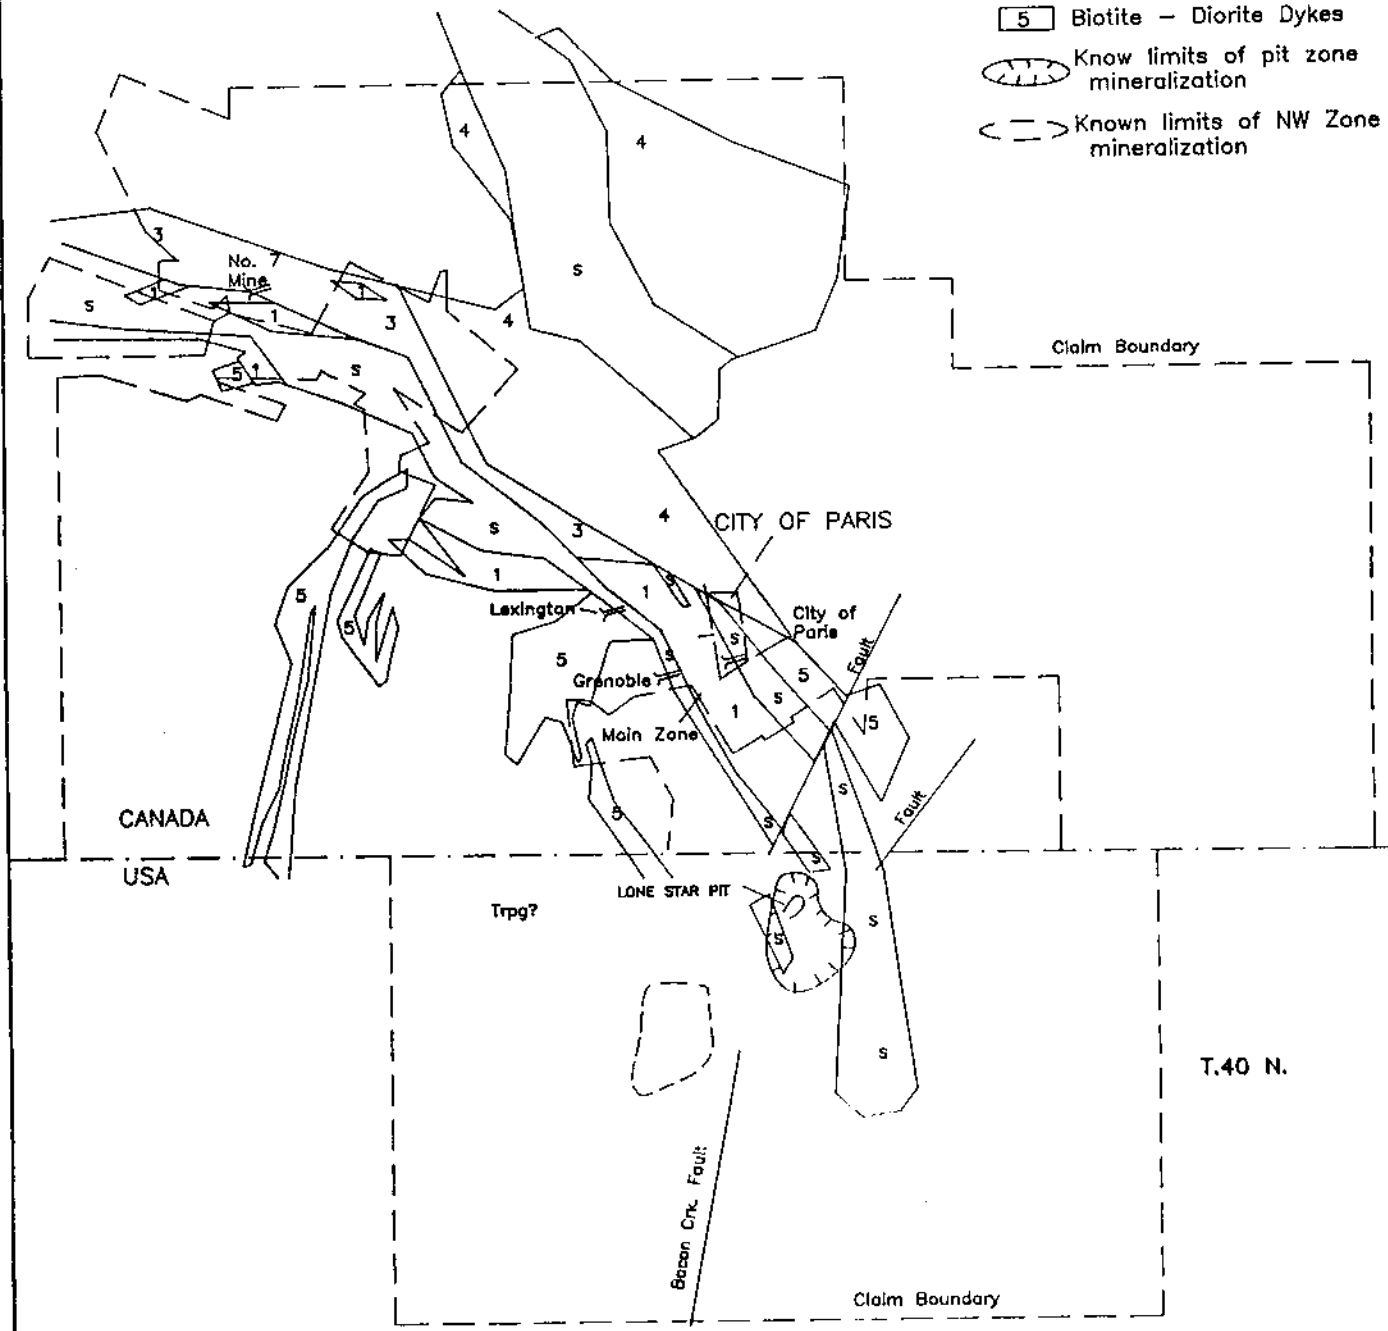 5 Biotite – Diorite Dykes
Know limits of pit zone
mineralization
Known limits of NW Zone
mineralization
4
4
3
No. 7
Mine
s
s
1
1
1
3
4
Claim Boundary
5
1
s
4
CITY OF PARIS
s
3
5
1
s
1
Lexington
City of
Paris
5
s
5
s
Fault
Grenoble
5
s
1
5
Main Zone
s
Fault
5
s
CANADA
s
USA
LONE STAR PIT
Trpg?
s
s
s
T.40 N.
Bacon Crk. Fault
Claim Boundary